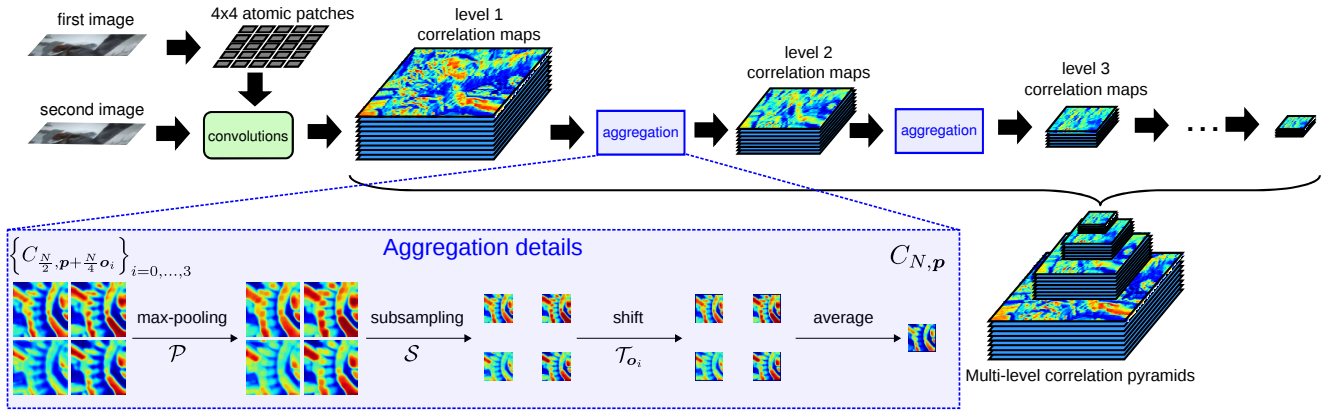 first image
4x4 atomic patches
level 1
correlation maps
level 2
correlation maps
level 3
correlation maps
second image
convolutions
aggregation
aggregation
...
Aggregation details
{C_{N/2, p + N/4 o_i}}_{i=0,...,3}
C_{N,p}
max-pooling
P
subsampling
S
shift
T_{o_i}
average
Multi-level correlation pyramids